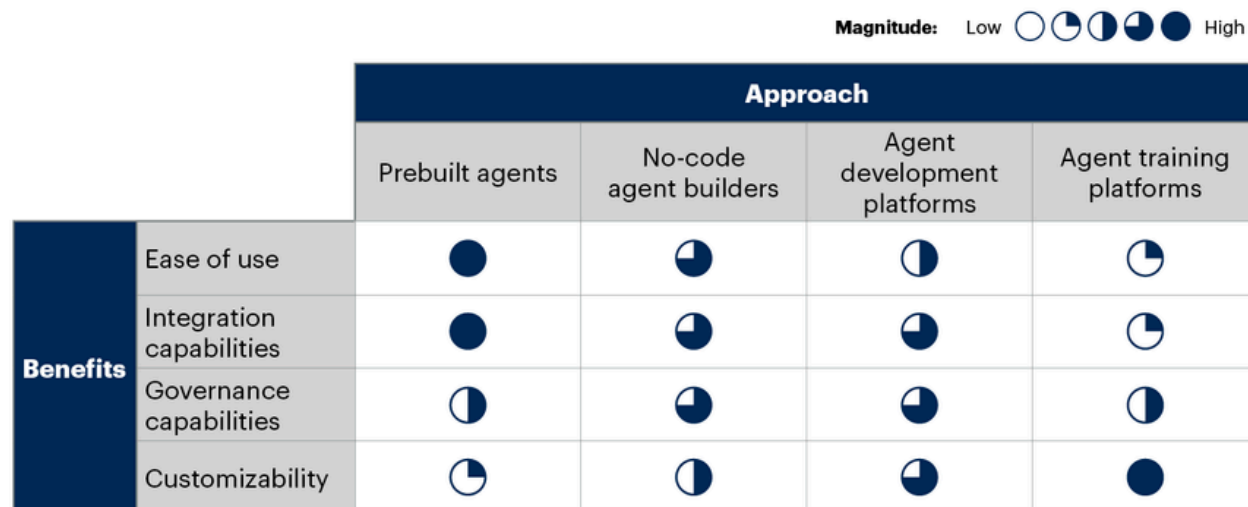 Magnitude: Low High
Approach
Prebuilt agents
No-code
agent builders
Agent
development
platforms
Agent training
platforms
Benefits
Ease of use
Integration
capabilities
Governance
capabilities
Customizability